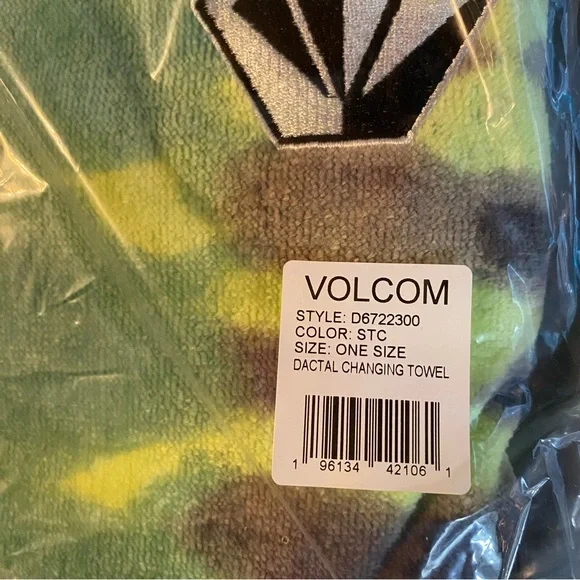 VOLCOM
STYLE: D6722300
COLOR: STC
SIZE: ONE SIZE
DACTAL CHANGING TOWEL
1 96134 42106 1